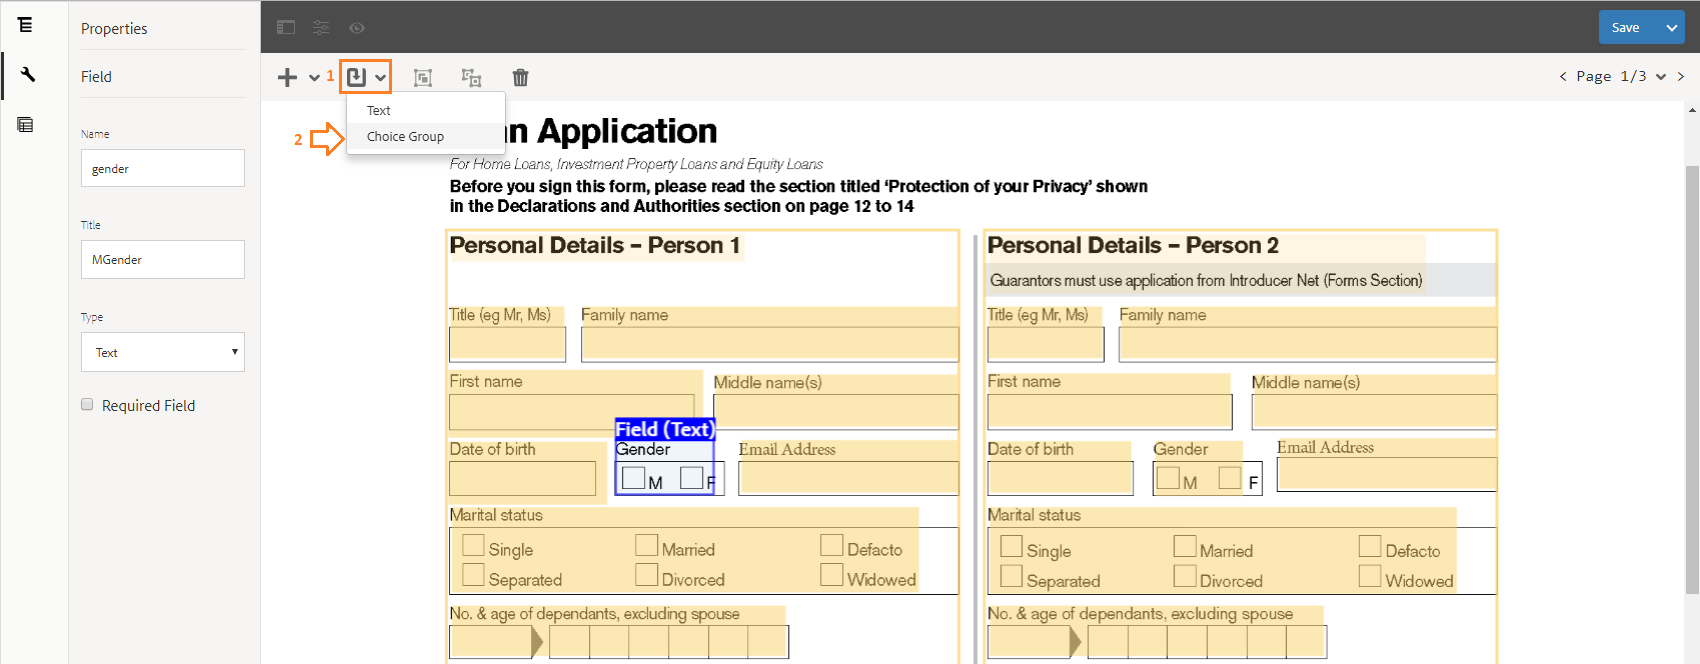 Properties
Field
Name
gender
Title
MGender
Type
Text
Required Field
Save
1
Page 1/3
Text
2
Choice Group
n Application
For Home Loans, Investment Property Loans and Equity Loans
Before you sign this form, please read the section titled ‘Protection of your Privacy’ shown
in the Declarations and Authorities section on page 12 to 14
Personal Details – Person 1
Title (eg Mr, Ms) Family name
First name Middle name(s)
Field (Text)
Date of birth Gender Email Address
M F
Marital status
Single Married Defacto
Separated Divorced Widowed
No. & age of dependants, excluding spouse
Personal Details – Person 2
Guarantors must use application from Introducer Net (Forms Section)
Title (eg Mr, Ms) Family name
First name Middle name(s)
Date of birth Gender Email Address
M F
Marital status
Single Married Defacto
Separated Divorced Widowed
No. & age of dependants, excluding spouse